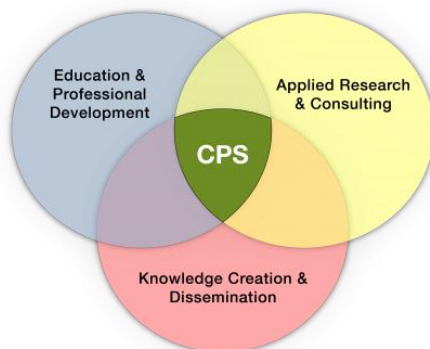 Education &
Professional
Development
Applied Research
& Consulting
CPS
Knowledge Creation &
Dissemination